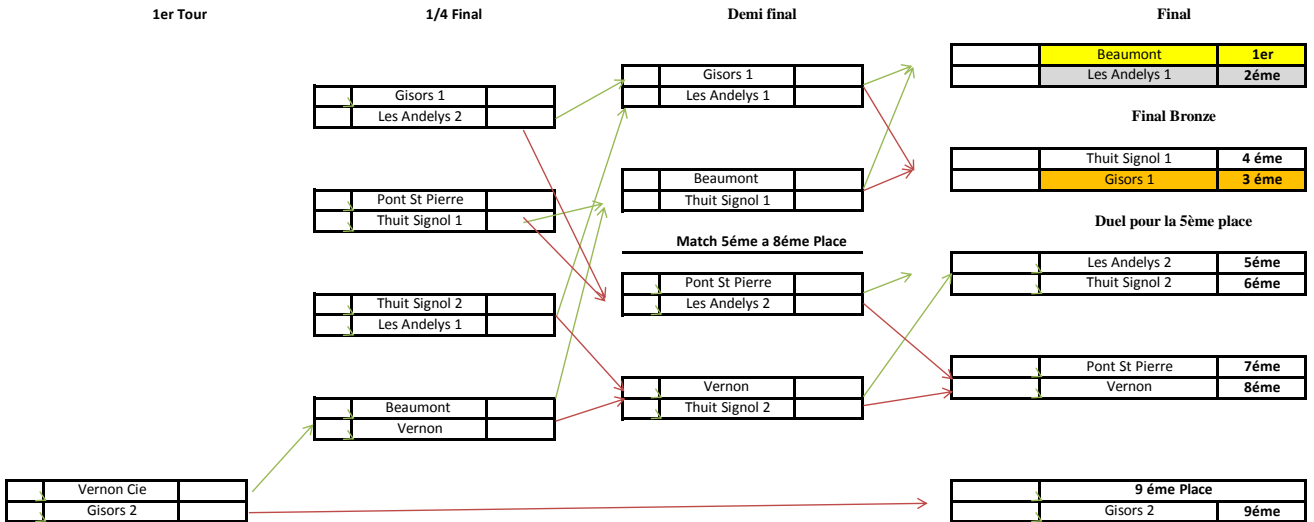 1er Tour
1/4 Final
Demi final
Final
Beaumont 1er
Les Andelys 1 2éme
Gisors 1
Les Andelys 1
Gisors 1
Les Andelys 2
Final Bronze
Thuit Signol 1 4 éme
Gisors 1 3 éme
Beaumont
Thuit Signol 1
Pont St Pierre
Thuit Signol 1
Duel pour la 5ème place
Match 5éme a 8éme Place
Les Andelys 2 5éme
Thuit Signol 2 6éme
Pont St Pierre
Les Andelys 2
Thuit Signol 2
Les Andelys 1
Pont St Pierre 7éme
Vernon 8éme
Vernon
Thuit Signol 2
Beaumont
Vernon
Vernon Cie
Gisors 2
9 éme Place
Gisors 2 9éme